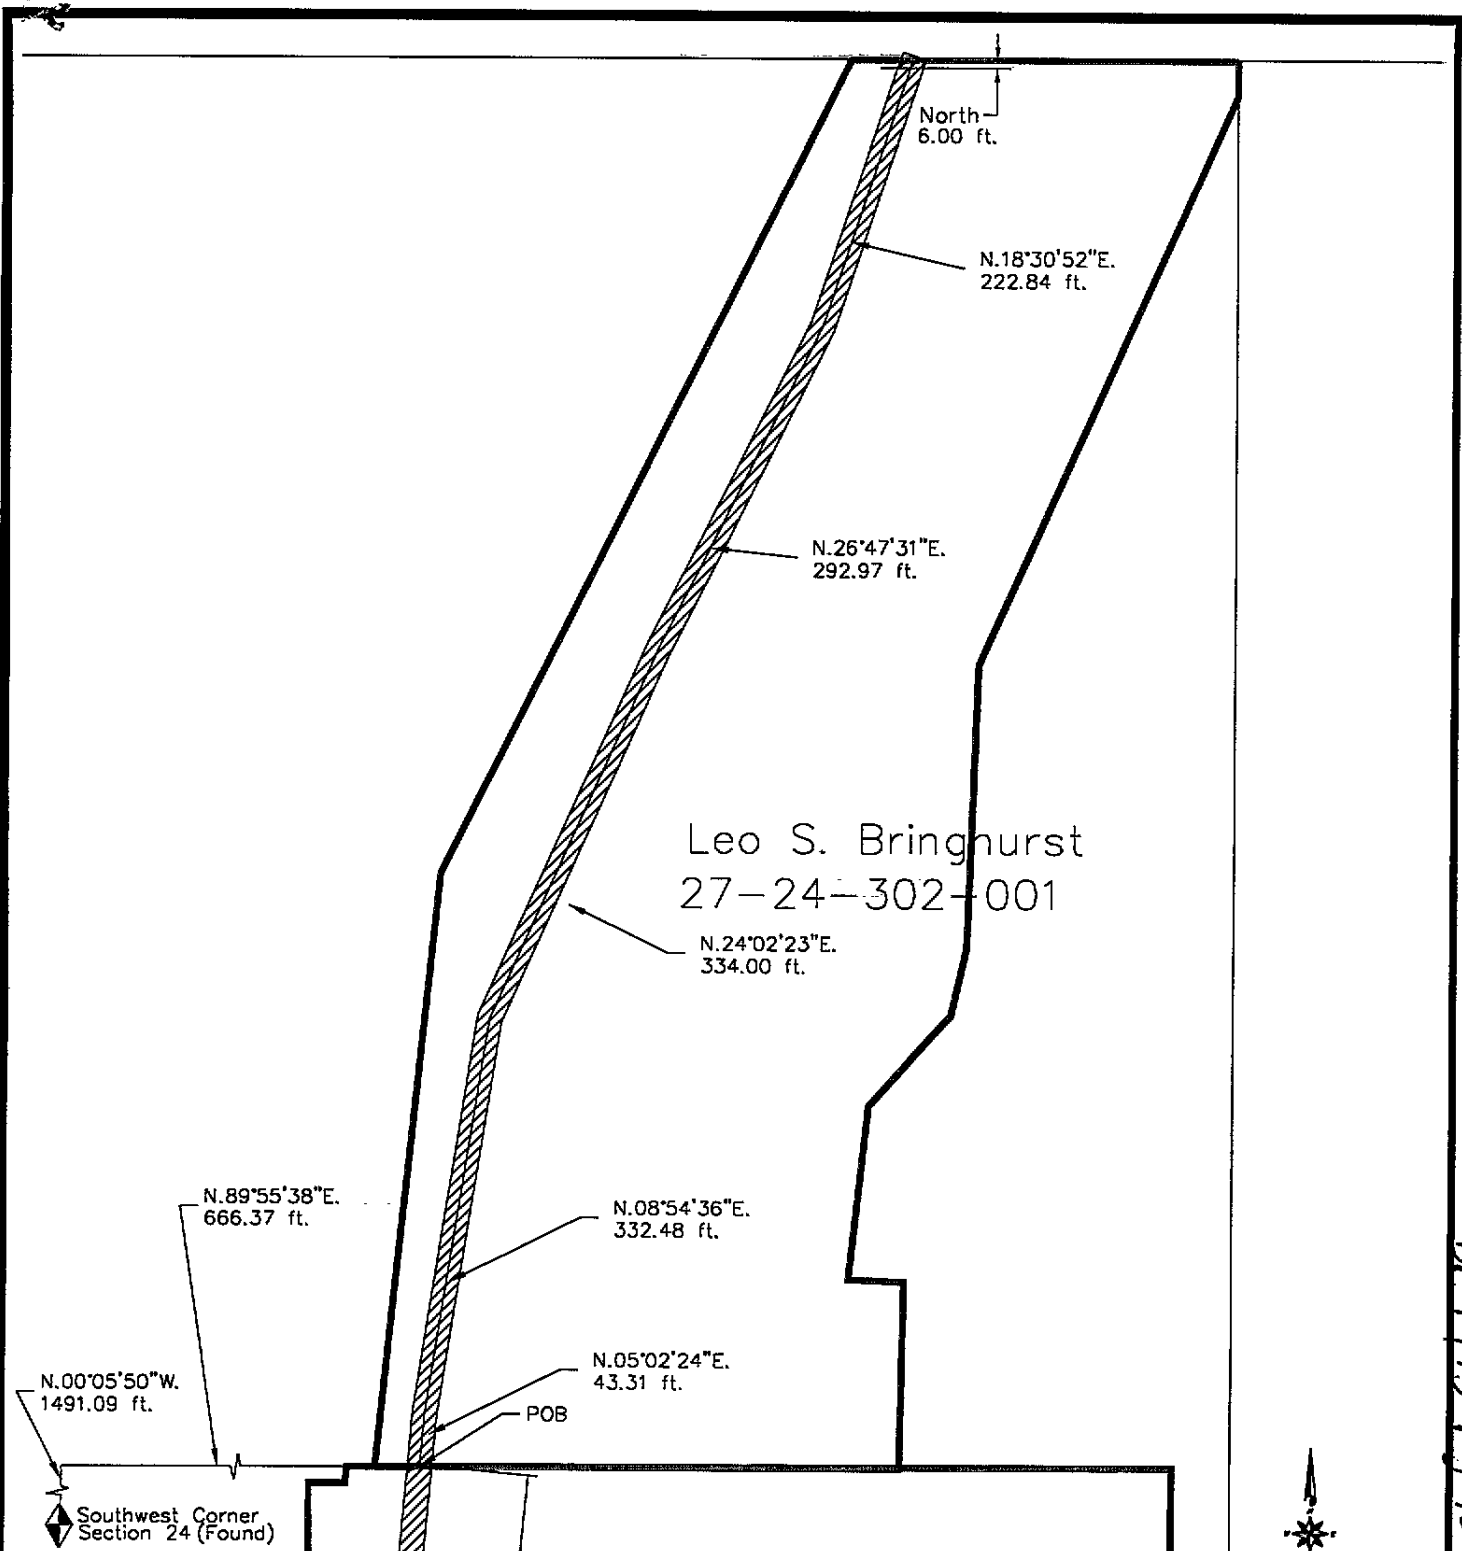 North
6.00 ft.
N.18°30'52"E.
222.84 ft.
N.26°47'31"E.
292.97 ft.
Leo S. Bringhurst
27-24-302-001
N.24°02'23"E.
334.00 ft.
N.89°55'38"E.
666.37 ft.
N.08°54'36"E.
332.48 ft.
N.05°02'24"E.
43.31 ft.
N.00°05'50"W.
1491.09 ft.
POB
Southwest Corner
Section 24 (Found)